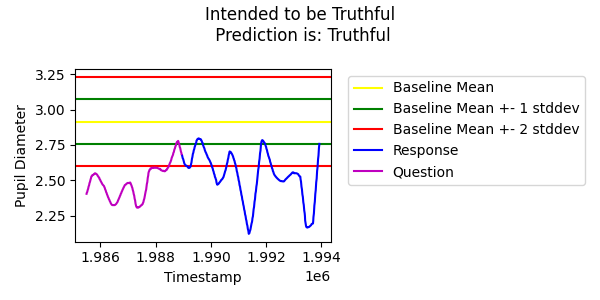 Intended to be Truthful
Prediction is: Truthful
3.25
3.00
2.75
2.50
2.25
Pupil Diameter
1.986
1.988
1.990
1.992
1.994
1e6
Timestamp
Baseline Mean
Baseline Mean +- 1 stddev
Baseline Mean +- 2 stddev
Response
Question